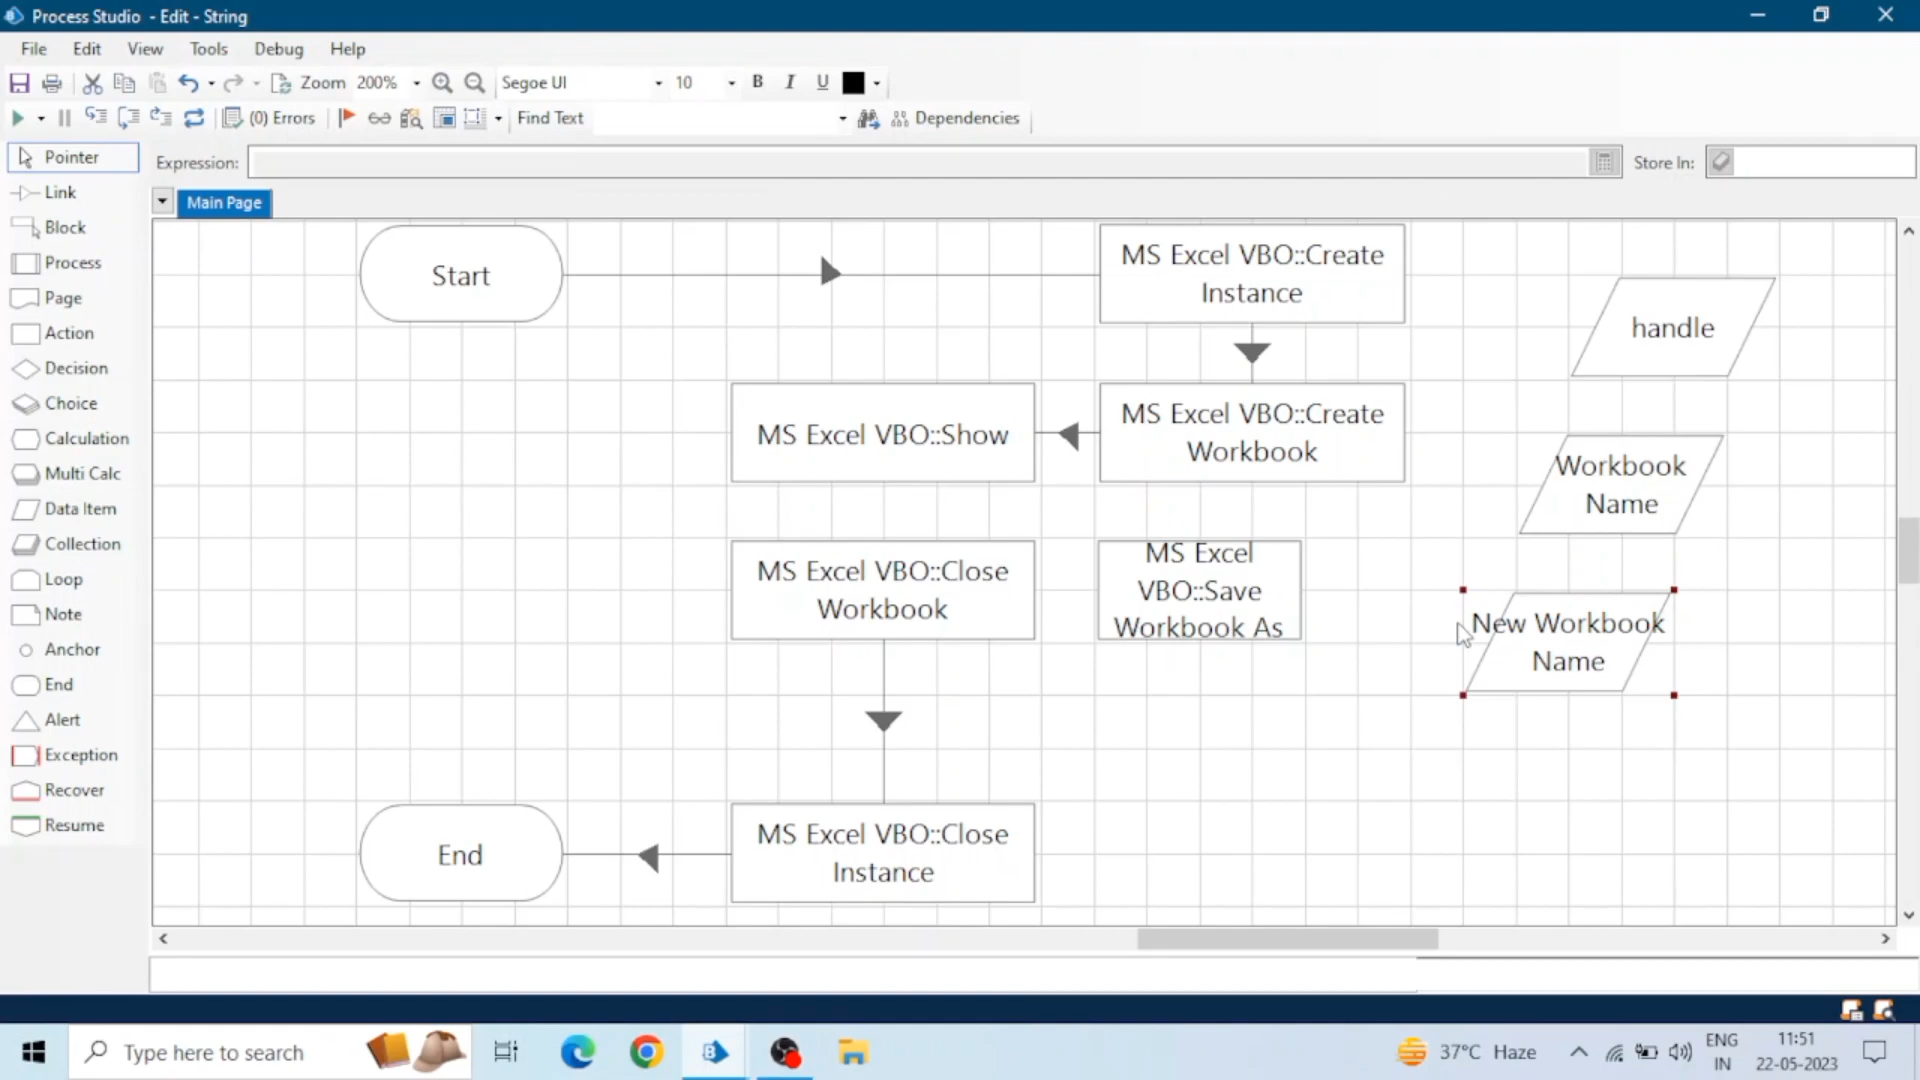 Process Studio - Edit - String
File Edit View Tools Debug Help
Zoom 200% Segoe UI 10 B I U
(0) Errors Find Text Dependencies
Pointer
Link
Block
Process
Page
Action
Decision
Choice
Calculation
Multi Calc
Data Item
Collection
Loop
Note
Anchor
End
Alert
Exception
Recover
Resume
Expression: Store In:
Main Page
Start
MS Excel VBO::Create
Instance
handle
MS Excel VBO::Show
MS Excel VBO::Create
Workbook
Workbook
Name
MS Excel VBO::Close
Workbook
MS Excel
VBO::Save
Workbook As
New Workbook
Name
End
MS Excel VBO::Close
Instance
Type here to search
37°C Haze
ENG
IN
11:51
22-05-2023